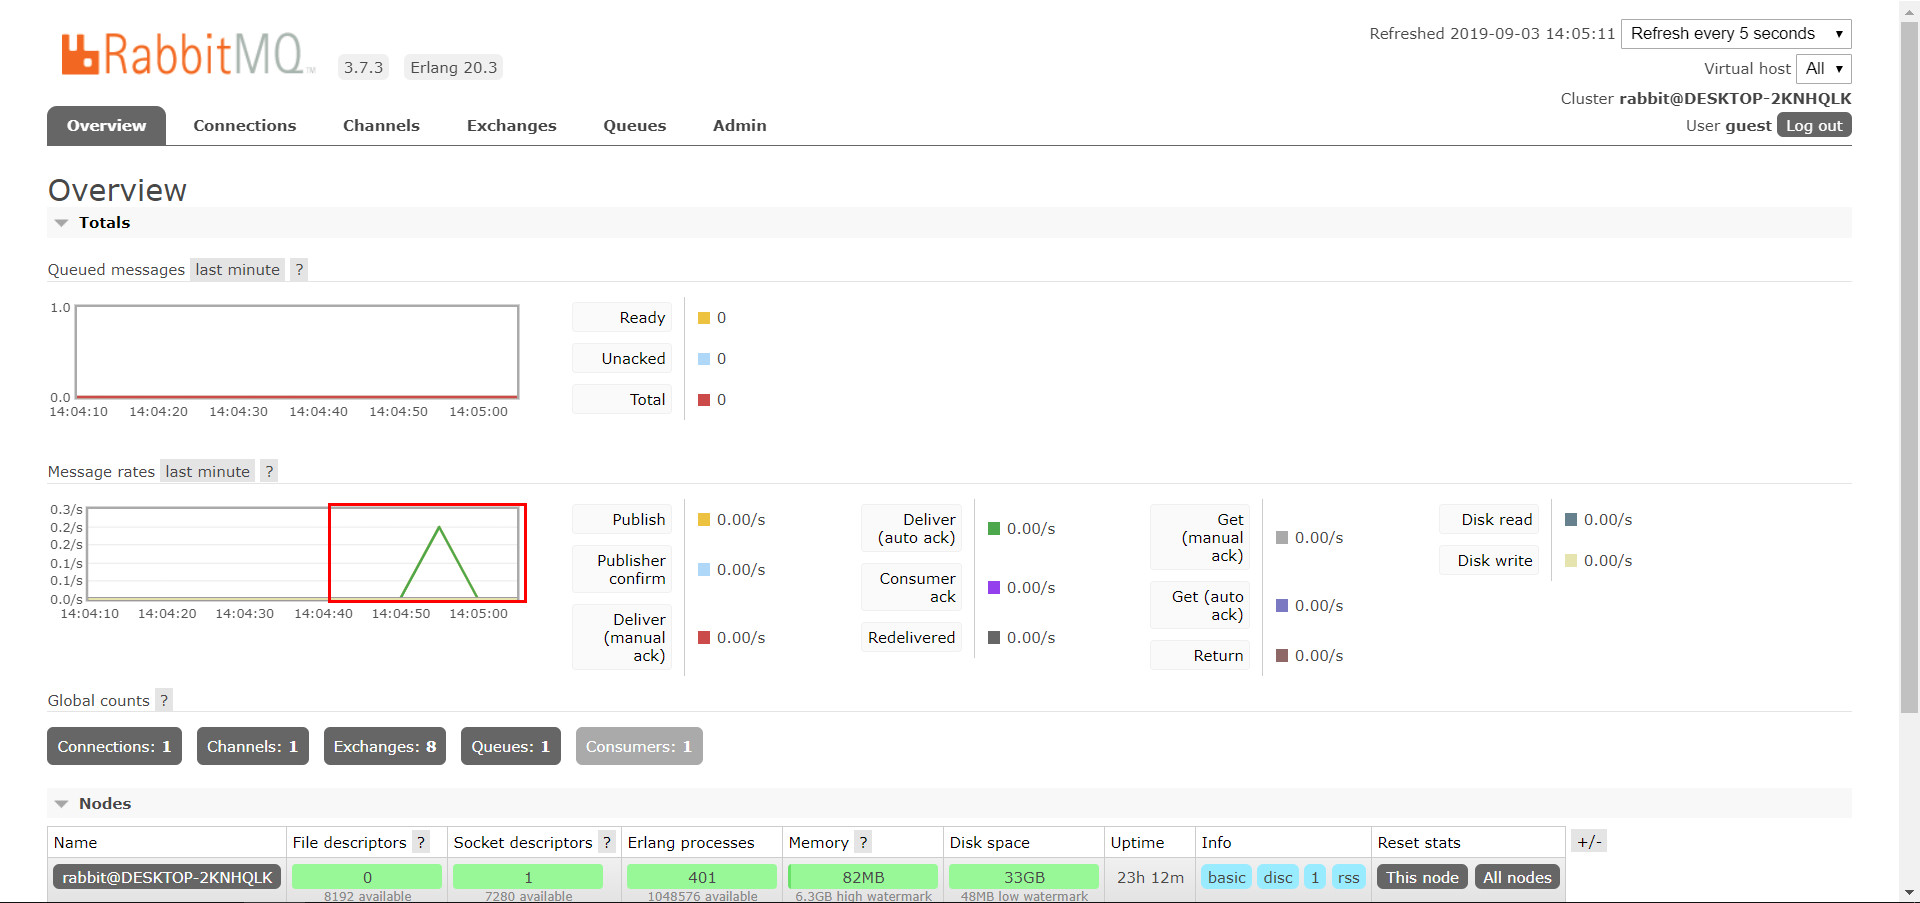 Refreshed 2019-09-03 14:05:11 Refresh every 5 seconds
RabbitMQ TM 3.7.3 Erlang 20.3
Virtual host All
Cluster rabbit@DESKTOP-2KNHQLK
User guest Log out
Overview Connections Channels Exchanges Queues Admin
Overview
Totals
Queued messages last minute ?
1.0
0.0
14:04:10 14:04:20 14:04:30 14:04:40 14:04:50 14:05:00
Ready 0
Unacked 0
Total 0
Message rates last minute ?
0.3/s
0.2/s
0.2/s
0.1/s
0.1/s
0.0/s
14:04:10 14:04:20 14:04:30 14:04:40 14:04:50 14:05:00
Publish 0.00/s
Publisher
confirm 0.00/s
Deliver
(manual 0.00/s
ack)
Deliver
(auto ack) 0.00/s
Consumer
ack 0.00/s
Redelivered 0.00/s
Get
(manual 0.00/s
ack)
Get (auto
ack) 0.00/s
Return 0.00/s
Disk read 0.00/s
Disk write 0.00/s
Global counts ?
Connections: 1 Channels: 1 Exchanges: 8 Queues: 1 Consumers: 1
Nodes
Name File descriptors ? Socket descriptors ? Erlang processes Memory ? Disk space Uptime Info Reset stats +/-
rabbit@DESKTOP-2KNHQLK 0 1 401 82MB 33GB 23h 12m basic disc 1 rss This node All nodes
8192 available 7280 available 1048576 available 6.3GB high watermark 48MB low watermark